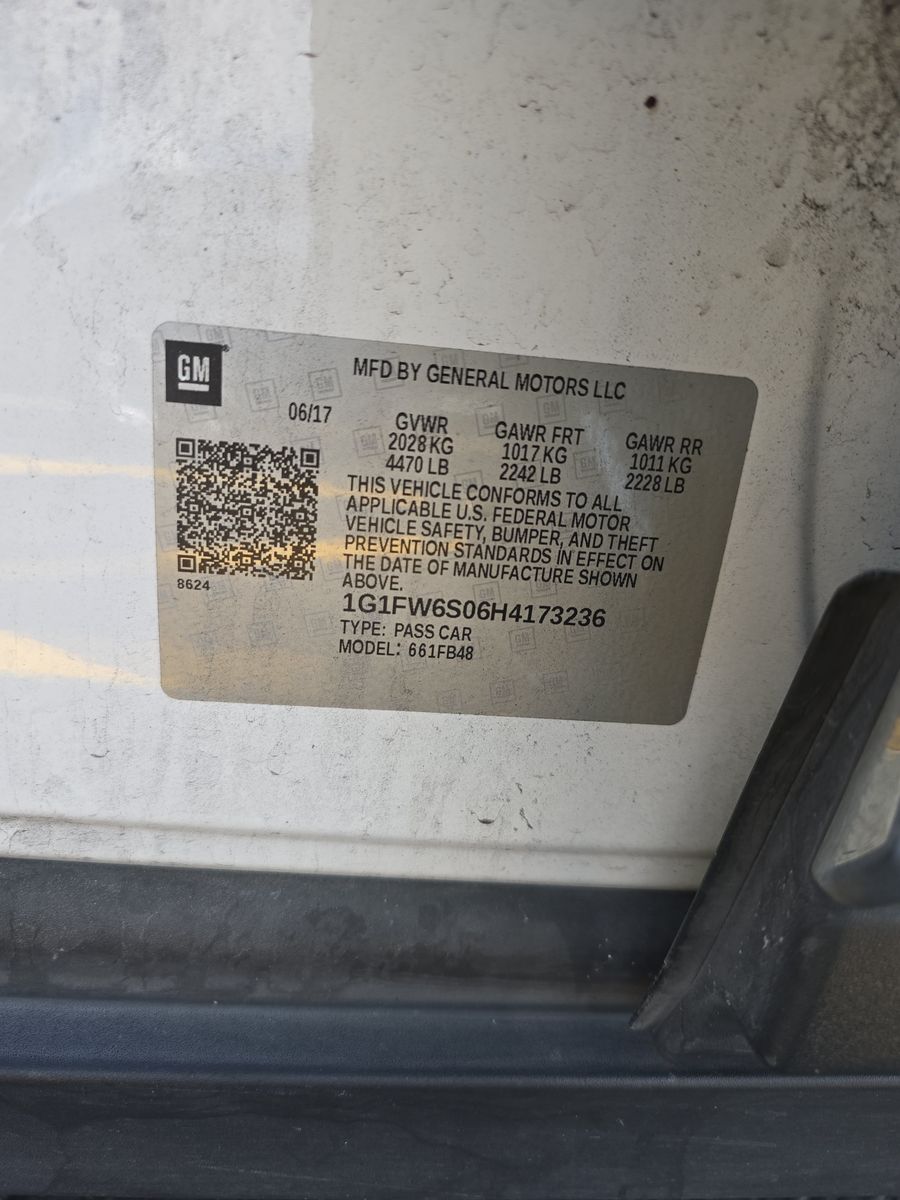 GM
MFD BY GENERAL MOTORS LLC
06/17
GVWR GAWR FRT GAWR RR
2028 KG 1017 KG 1011 KG
4470 LB 2242 LB 2228 LB
THIS VEHICLE CONFORMS TO ALL
APPLICABLE U.S. FEDERAL MOTOR
VEHICLE SAFETY, BUMPER, AND THEFT
PREVENTION STANDARDS IN EFFECT ON
THE DATE OF MANUFACTURE SHOWN
ABOVE.
8624
1G1FW6S06H4173236
TYPE: PASS CAR
MODEL: 661FB48